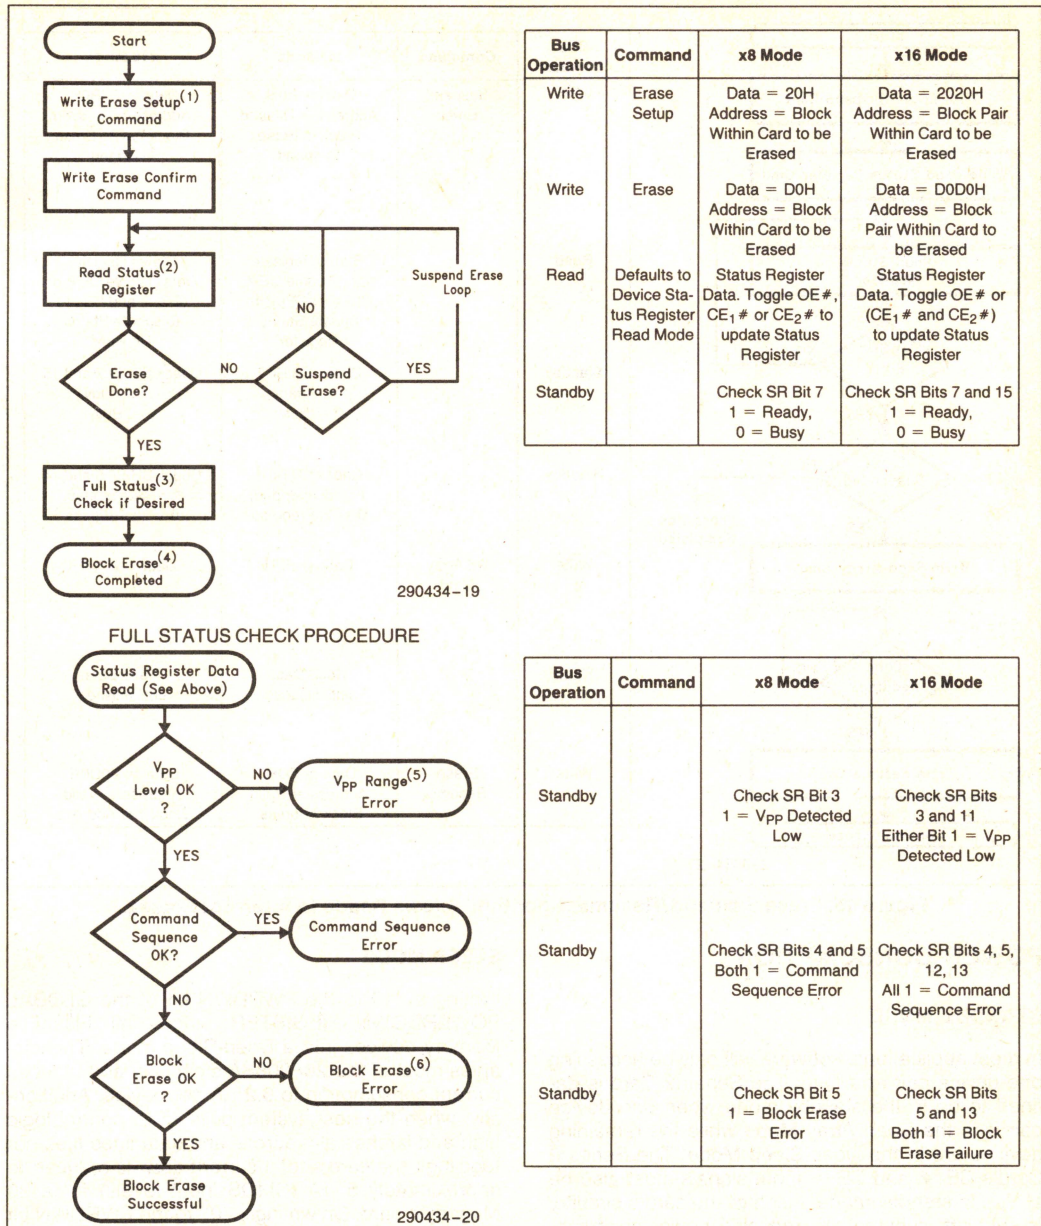 Start
Write Erase Setup(1)
Command
Write Erase Confirm
Command
Read Status(2)
Register
Suspend Erase
Loop
NO
Erase
Done?
NO
Suspend
Erase?
YES
YES
Full Status(3)
Check if Desired
Block Erase(4)
Completed
290434-19
Bus
Operation
Command
x8 Mode
x16 Mode
Write
Erase
Setup
Data = 20H
Address = Block
Within Card to be
Erased
Data = 2020H
Address = Block Pair
Within Card to be
Erased
Write
Erase
Data = D0H
Address = Block
Within Card to be
Erased
Data = D0D0H
Address = Block
Pair Within Card to
be Erased
Read
Defaults to
Device Sta-
tus Register
Read Mode
Status Register
Data. Toggle OE#,
CE1# or CE2# to
update Status
Register
Status Register
Data. Toggle OE# or
(CE1# and CE2#)
to update Status
Register
Standby
Check SR Bit 7
1 = Ready,
0 = Busy
Check SR Bits 7 and 15
1 = Ready,
0 = Busy
FULL STATUS CHECK PROCEDURE
Status Register Data
Read (See Above)
VPP
Level OK
?
NO
VPP Range(5)
Error
YES
Command
Sequence
OK?
YES
Command Sequence
Error
NO
Block
Erase OK
?
NO
Block Erase(6)
Error
YES
Block Erase
Successful
290434-20
Bus
Operation
Command
x8 Mode
x16 Mode
Standby
Check SR Bit 3
1 = VPP Detected
Low
Check SR Bits
3 and 11
Either Bit 1 = VPP
Detected Low
Standby
Check SR Bits 4 and 5
Both 1 = Command
Sequence Error
Check SR Bits 4, 5,
12, 13
All 1 = Command
Sequence Error
Standby
Check SR Bit 5
1 = Block Erase
Error
Check SR Bits
5 and 13
Both 1 = Block
Erase Failure